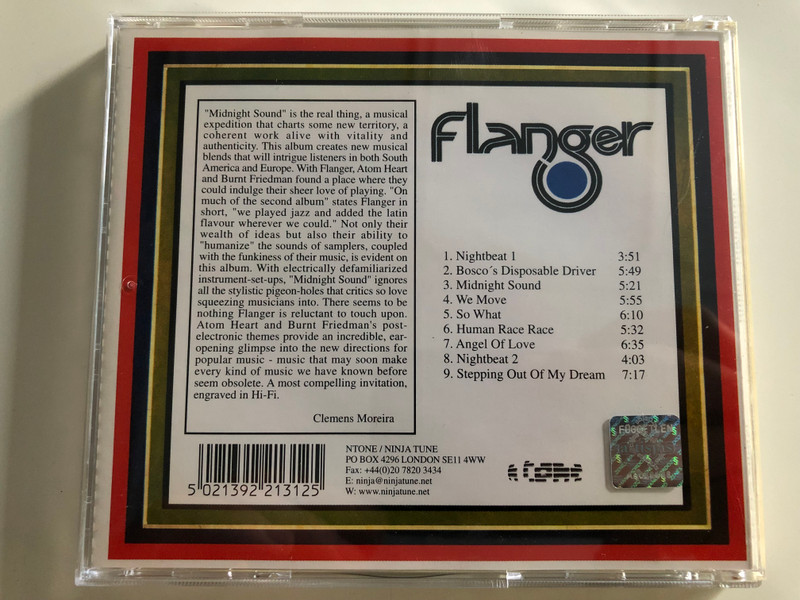 "Midnight Sound" is the real thing, a musical
expedition that charts some new territory, a
coherent work alive with vitality and
authenticity. This album creates new musical
blends that will intrigue listeners in both South
America and Europe. With Flanger, Atom Heart
and Burnt Friedman found a place where they
could indulge their sheer love of playing. "On
much of the second album" states Flanger in
short, "we played jazz and added the latin
flavour wherever we could." Not only their
wealth of ideas but also their ability to
"humanize" the sounds of samplers, coupled
with the funkiness of their music, is evident on
this album. With electrically defamiliarized
instrument-set-ups, "Midnight Sound" ignores
all the stylistic pigeon-holes that critics so love
squeezing musicians into. There seems to be
nothing Flanger is reluctant to touch upon.
Atom Heart and Burnt Friedman's post-
electronic themes provide an incredible, ear-
opening glimpse into the new directions for
popular music - music that may soon make
every kind of music we have known before
seem obsolete. A most compelling invitation,
engraved in Hi-Fi.
Clemens Moreira
flanger
1. Nightbeat 1 3:51
2. Bosco´s Disposable Driver 5:49
3. Midnight Sound 5:21
4. We Move 5:55
5. So What 6:10
6. Human Race Race 5:32
7. Angel Of Love 6:35
8. Nightbeat 2 4:03
9. Stepping Out Of My Dream 7:17
5 021392 213125
NTONE / NINJA TUNE
PO BOX 4296 LONDON SE11 4WW
Fax: +44(0)20 7820 3434
E: ninja@ninjatune.net
W: www.ninjatune.net
ntone